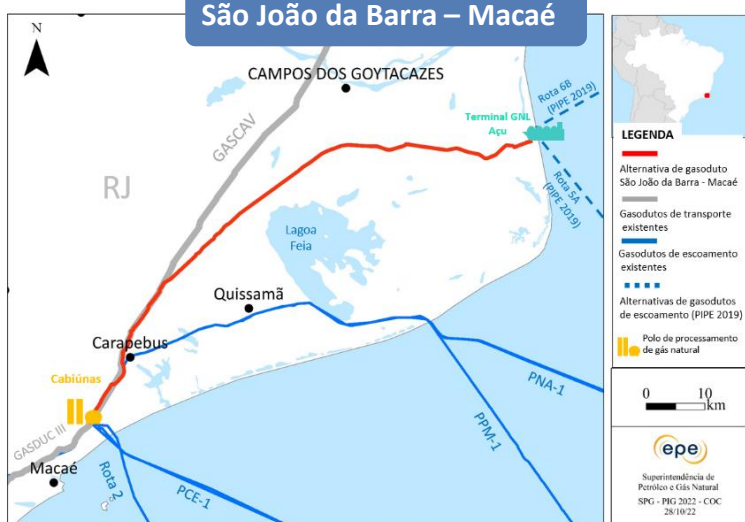 São João da Barra – Macaé
N
CAMPOS DOS GOYTACAZES
GASCAV
Rota 6B
(PIPE 2019)
Terminal GNL
Açu
Rota 5A
(PIPE 2019)
RJ
Lagoa
Feia
Quissamã
Carapebus
Cabiúnas
GASDUC III
Macaé
Rota 2
PCE-1
PPM-1
PNA-1
LEGENDA
Alternativa de gasoduto
São João da Barra - Macaé
Gasodutos de transporte
existentes
Gasodutos de escoamento
existentes
Alternativas de gasodutos
de escoamento (PIPE 2019)
Polo de processamento
de gás natural
0 10
km
epe
Superintendência de
Petróleo e Gás Natural
SPG - PIG 2022 - COC
28/10/22